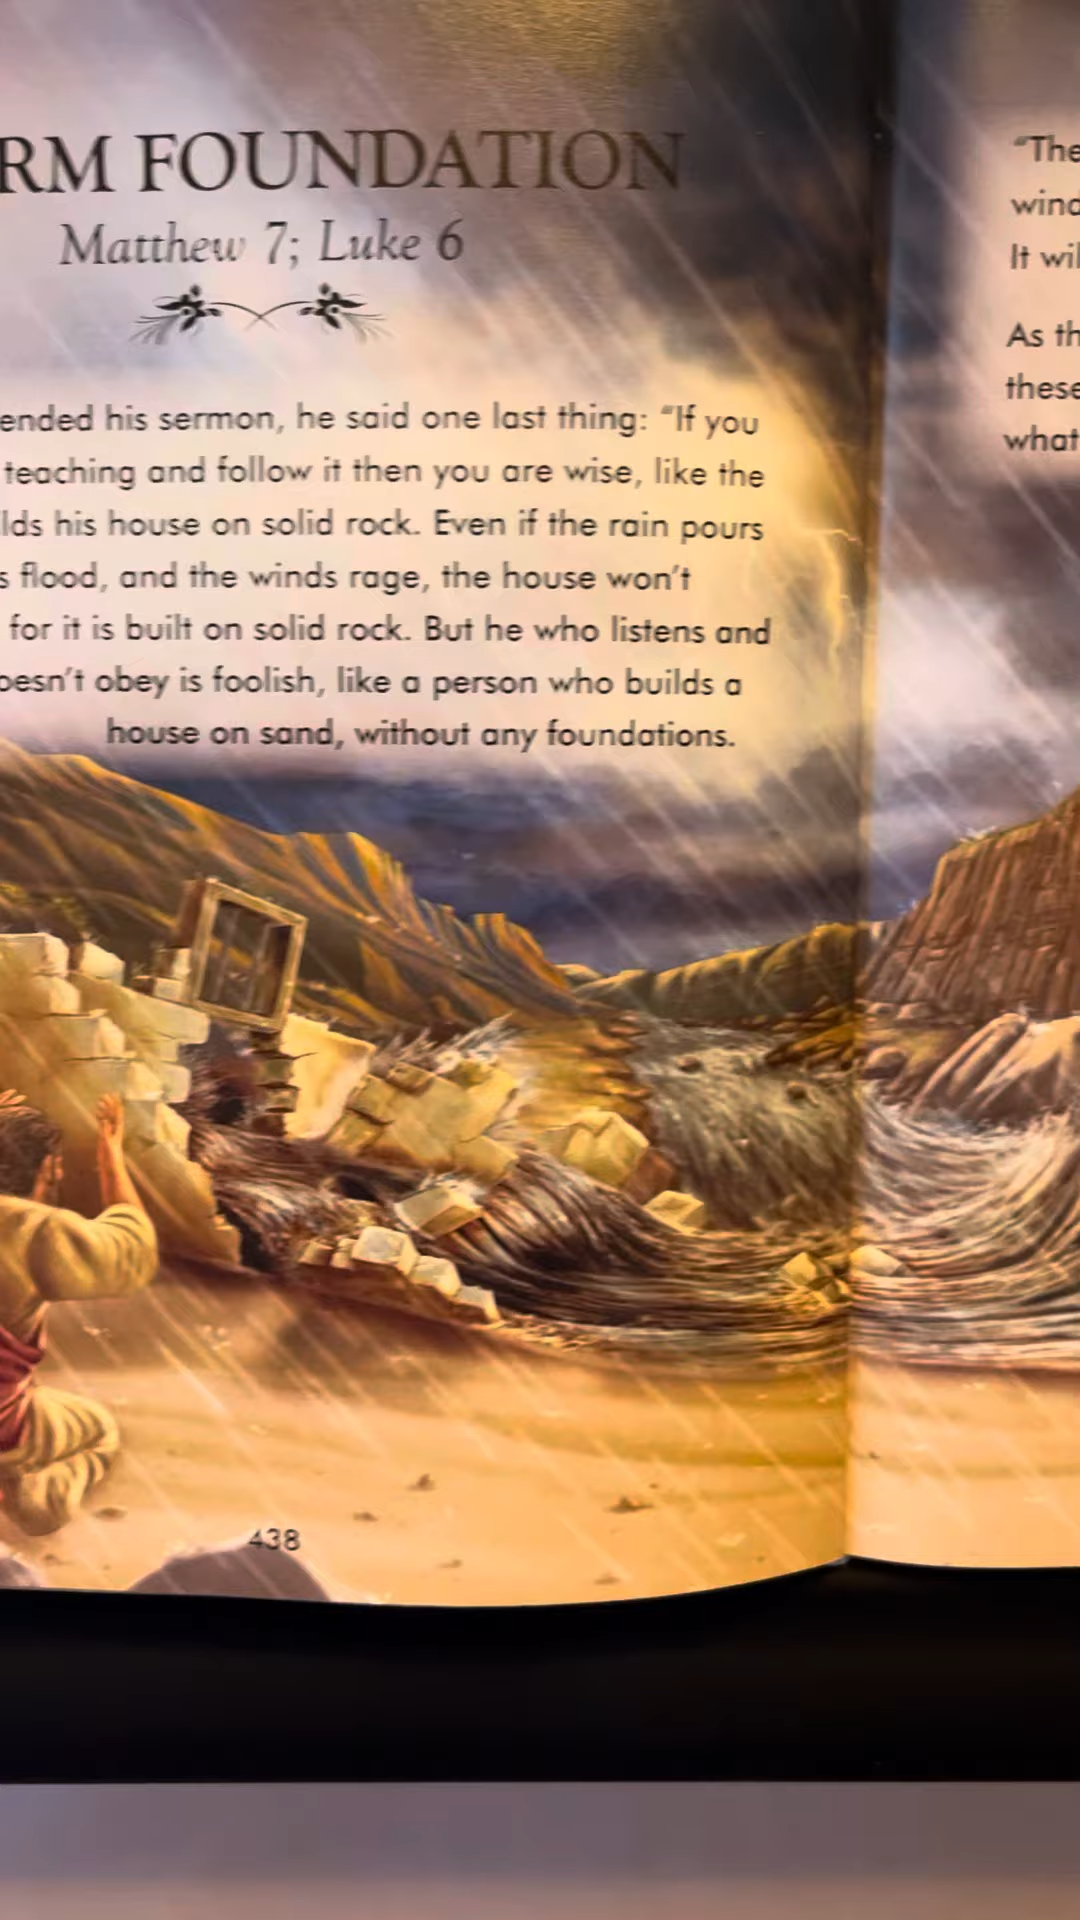 RM FOUNDATION
Matthew 7; Luke 6
ended his sermon, he said one last thing: “If you
teaching and follow it then you are wise, like the
lds his house on solid rock. Even if the rain pours
s flood, and the winds rage, the house won’t
for it is built on solid rock. But he who listens and
oesn’t obey is foolish, like a person who builds a
house on sand, without any foundations.
438
“The
wind
It wil
As th
these
what